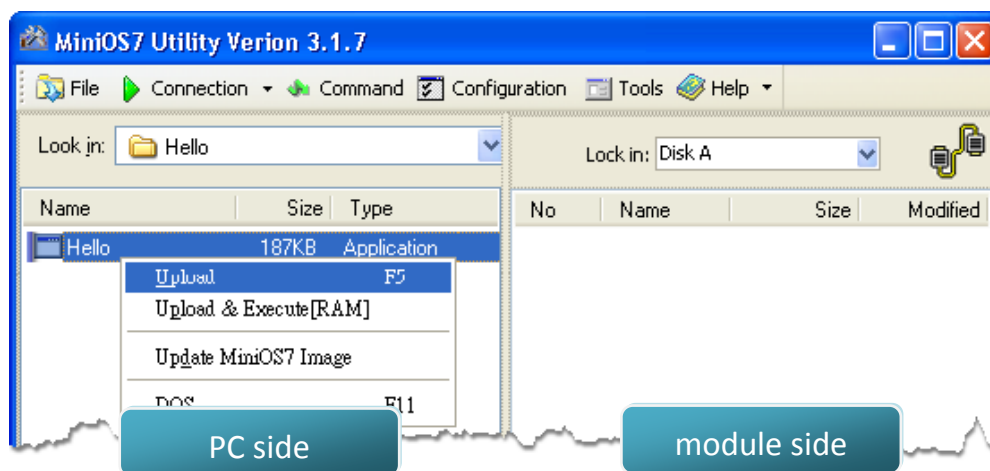 MiniOS7 Utility Verion 3.1.7
File Connection Command Configuration Tools Help
Look in: Hello
Lock in: Disk A
Name Size Type
No Name Size Modified
Hello 187KB Application
Upload F5
Upload & Execute[RAM]
Update MiniOS7 Image
DOS F11
PC side
module side